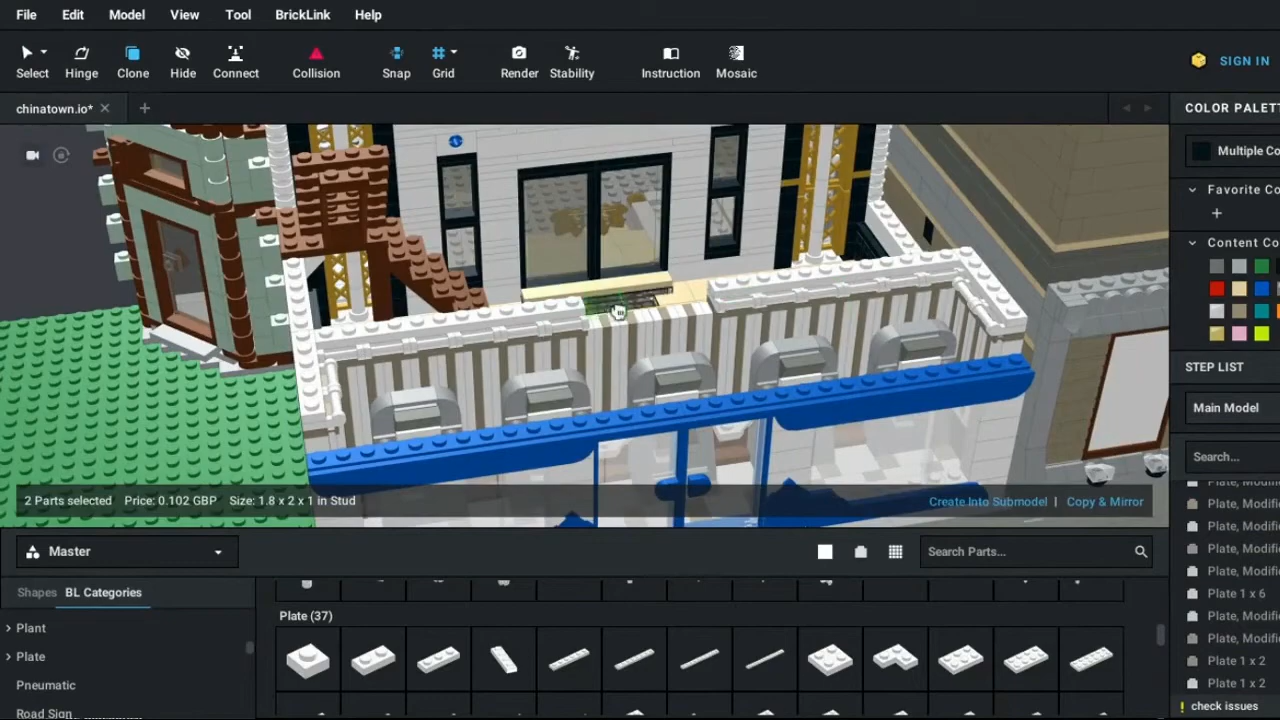 File Edit Model View Tool BrickLink Help
Select Hinge Clone Hide Connect Collision Snap Grid Render Stability Instruction Mosaic SIGN IN
chinatown.io*
COLOR PALET
Multiple Co
Favorite Co
Content Co
STEP LIST
Main Model
Search...
Plate, Modifi
Plate, Modifi
Plate, Modifi
Plate, Modifi
Plate, Modifi
Plate 1 x 6
Plate, Modifi
Plate, Modifi
Plate 1 x 2
Plate 1 x 2
check issues
2 Parts selected Price: 0.102 GBP Size: 1.8 x 2 x 1 in Stud
Create Into Submodel | Copy & Mirror
Master
Search Parts...
Shapes BL Categories
Plant
Plate
Pneumatic
Road Sign
Plate (37)